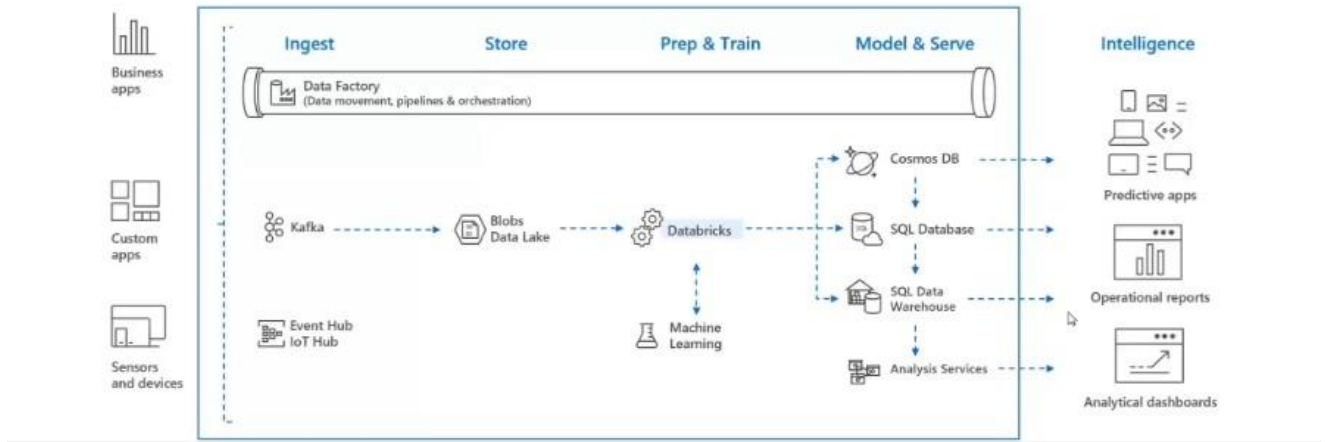 Business
apps
Custom
apps
Sensors
and devices
Ingest
Store
Prep & Train
Model & Serve
Intelligence
Data Factory
(Data movement, pipelines & orchestration)
Kafka
Event Hub
IoT Hub
Blobs
Data Lake
Databricks
Machine
Learning
Cosmos DB
SQL Database
SQL Data
Warehouse
Analysis Services
Predictive apps
Operational reports
Analytical dashboards